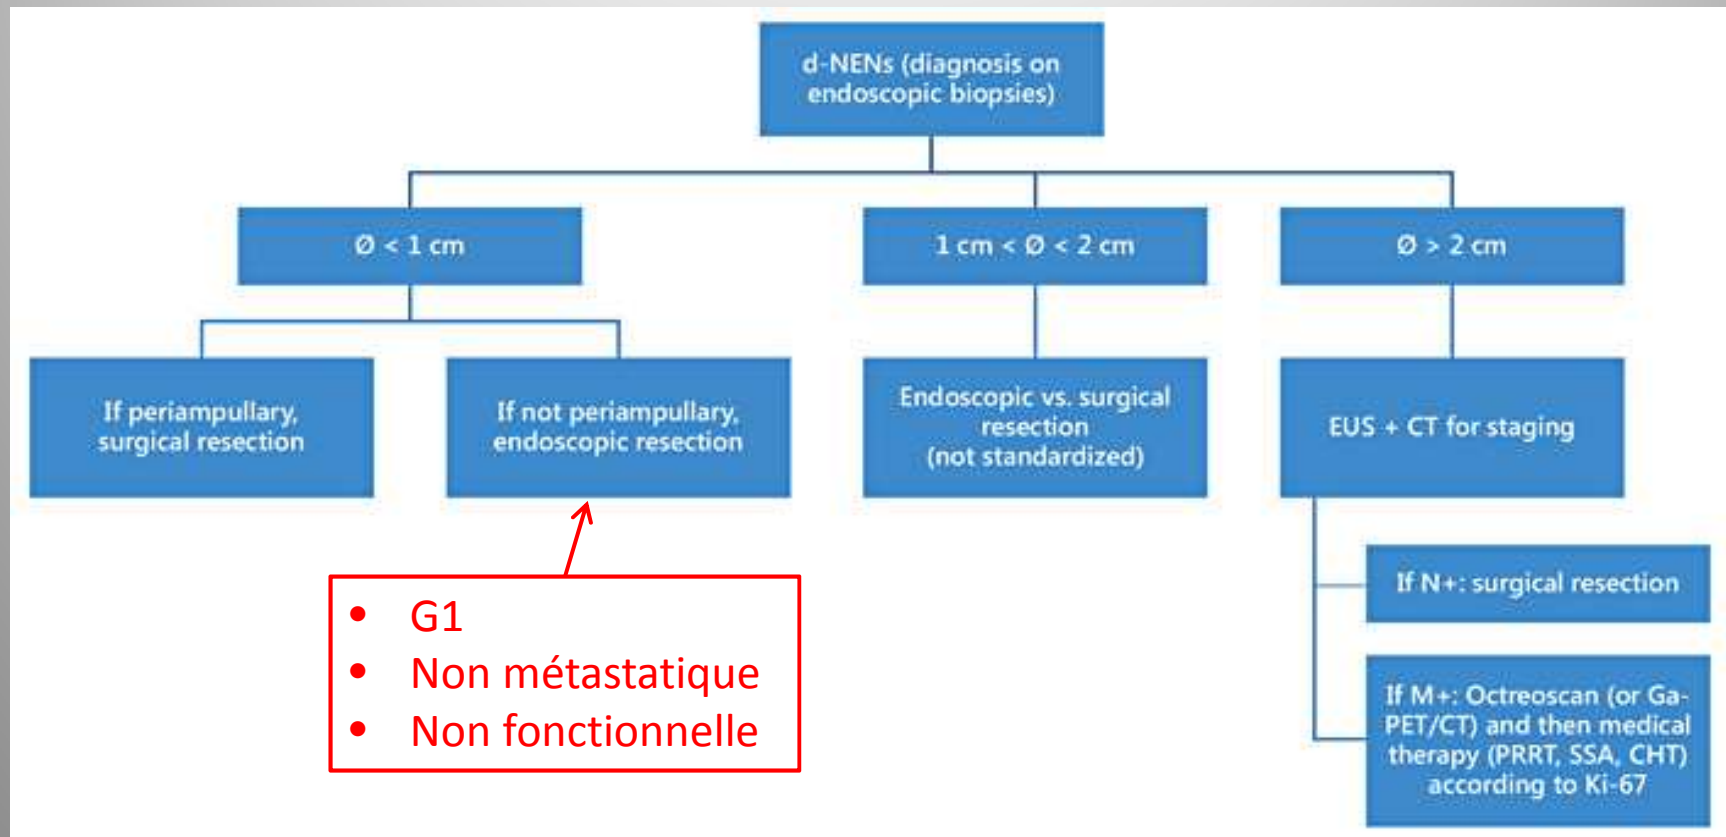 d-NENs (diagnosis on
endoscopic biopsies)
Ø < 1 cm
1 cm < Ø < 2 cm
Ø > 2 cm
If periampullary,
surgical resection
If not periampullary,
endoscopic resection
Endoscopic vs. surgical
resection
(not standardized)
EUS + CT for staging
• G1
• Non métastatique
• Non fonctionnelle
If N+: surgical resection
If M+: Octreoscan (or Ga-
PET/CT) and then medical
therapy (PRRT, SSA, CHT)
according to Ki-67